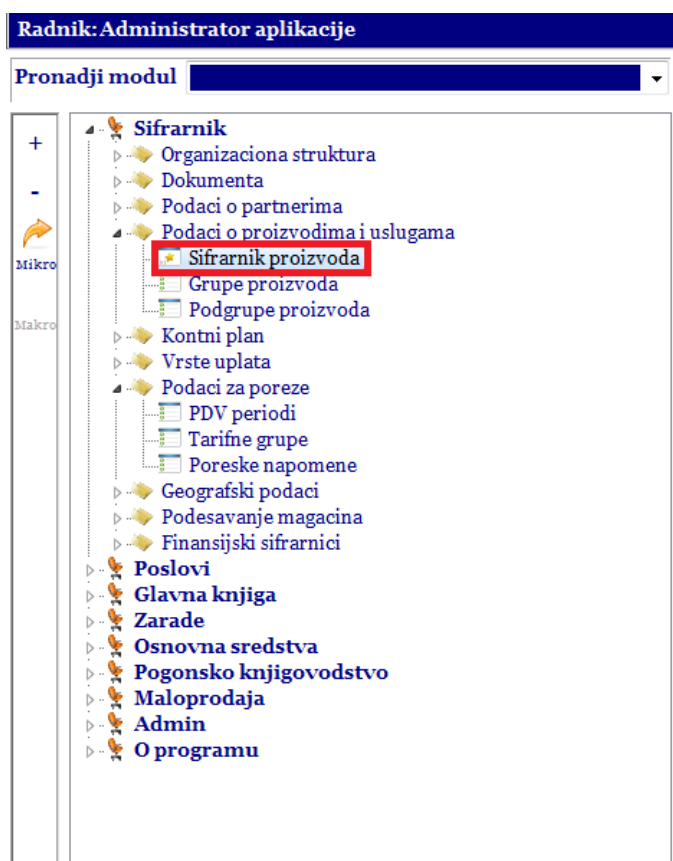 Radnik: Administrator aplikacije
Pronadji modul
+
-
Mikro
Makro
Sifrarnik
Organizaciona struktura
Dokumenta
Podaci o partnerima
Podaci o proizvodima i uslugama
Sifrarnik proizvoda
Grupe proizvoda
Podgrupe proizvoda
Kontni plan
Vrste uplata
Podaci za poreze
PDV periodi
Tarifne grupe
Poreske napomene
Geografski podaci
Podesavanje magacina
Finansijski sifrarnici
Poslovi
Glavna knjiga
Zarade
Osnovna sredstva
Pogonsko knjigovodstvo
Maloprodaja
Admin
O programu